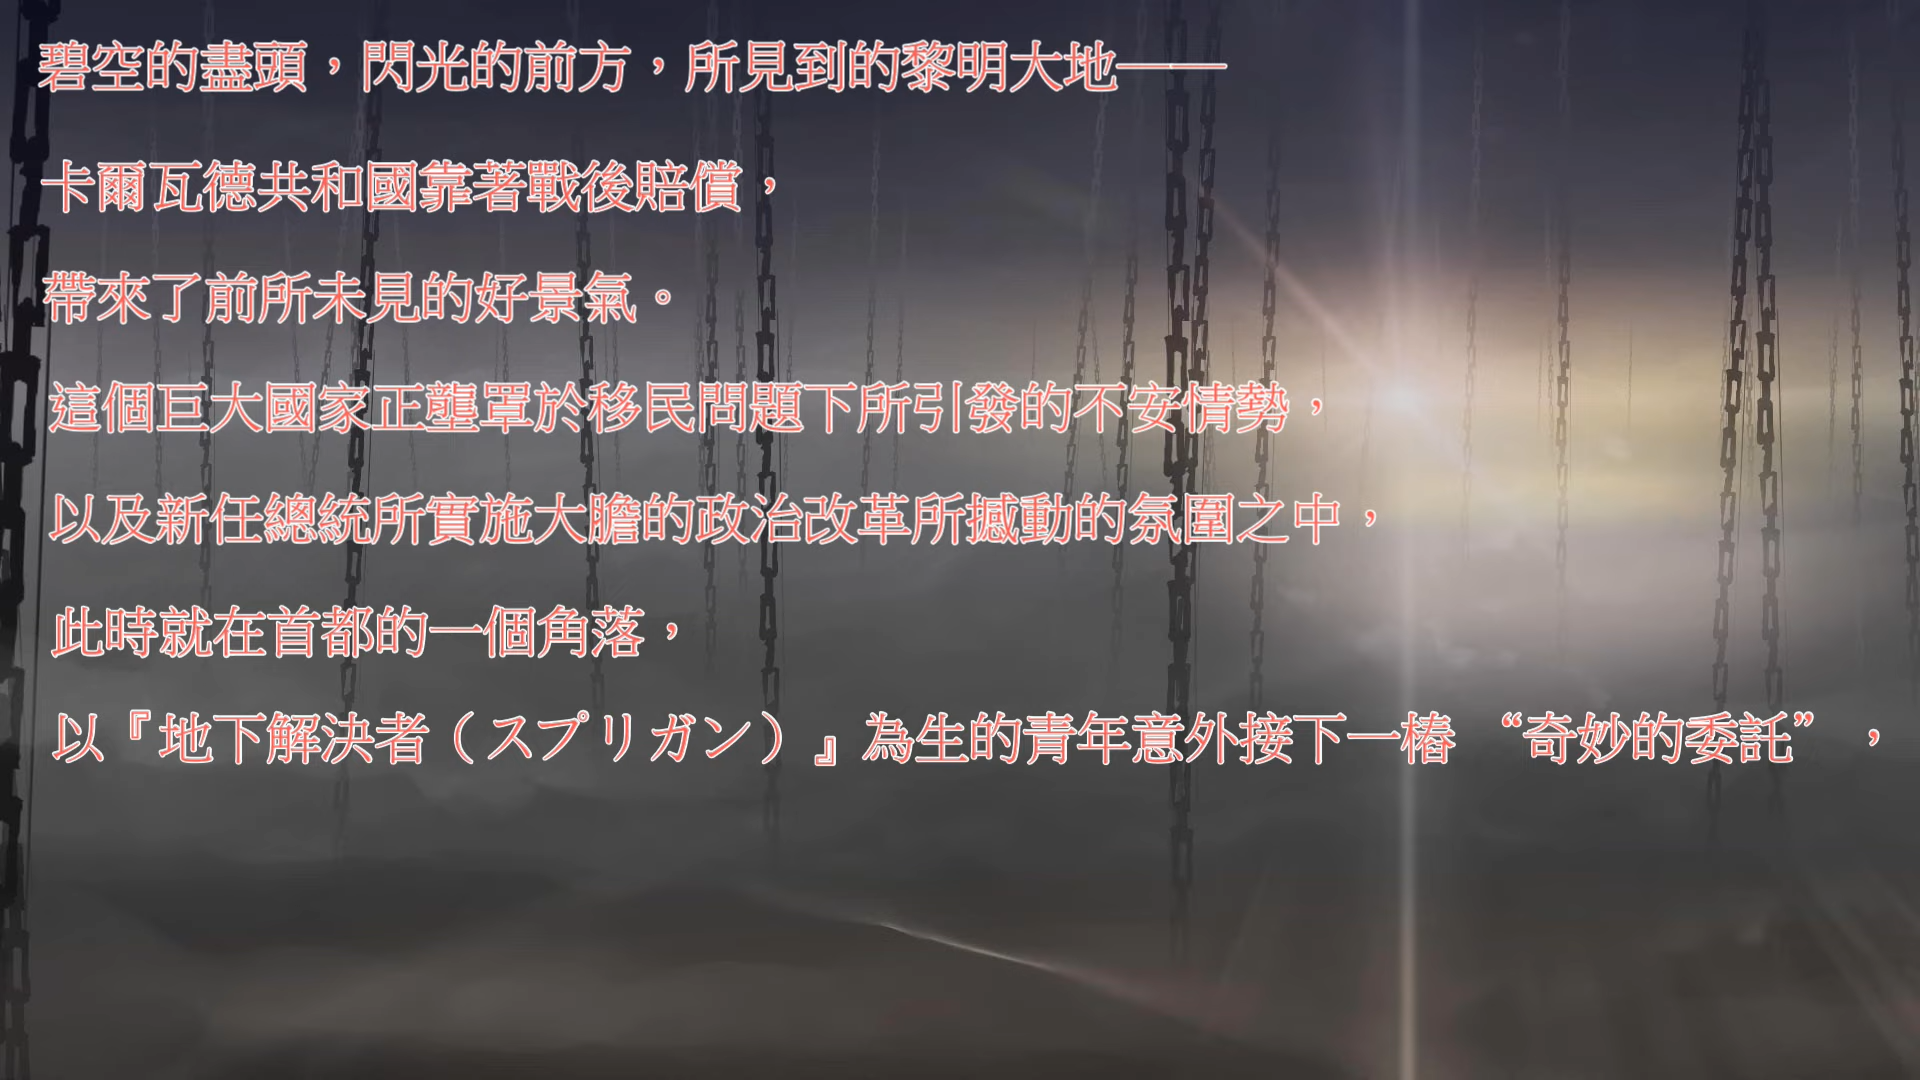 碧空的盡頭，閃光的前方，所見到的黎明大地——
卡爾瓦德共和國靠著戰後賠償，
帶來了前所未見的好景氣。
這個巨大國家正壟罩於移民問題下所引發的不安情勢，
以及新任總統所實施大膽的政治改革所撼動的氛圍之中，
此時就在首都的一個角落，
以『地下解決者（スプリガン）』為生的青年意外接下一樁 “奇妙的委託” ，